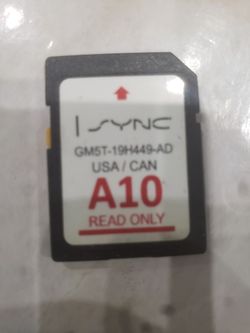 SYNC
GM5T-19H449-AD
USA / CAN
A10
READ ONLY